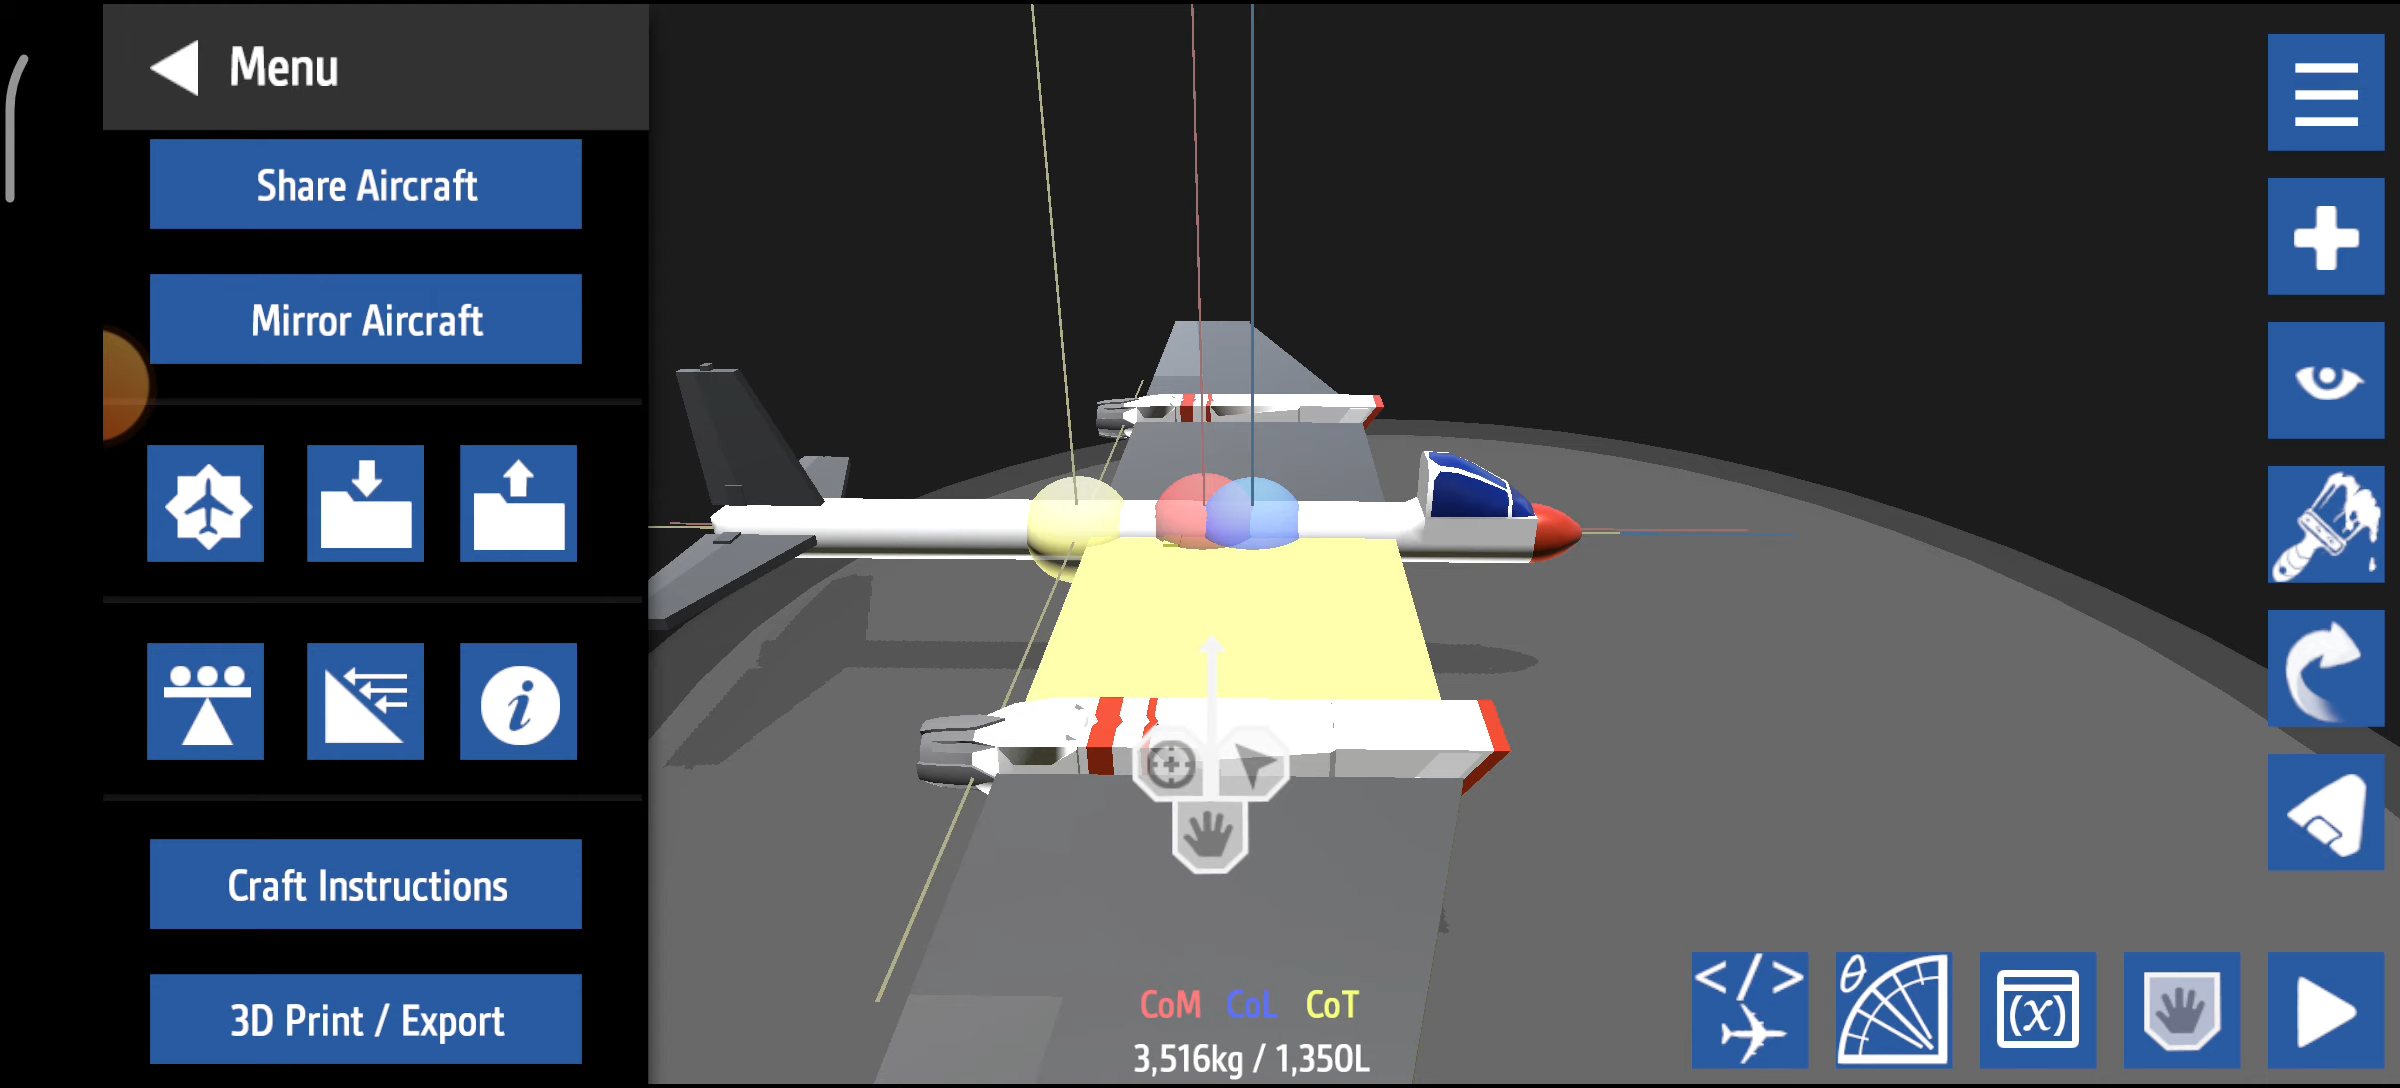 Menu
Share Aircraft
Mirror Aircraft
i
Craft Instructions
3D Print / Export
CoM CoL CoT
3,516kg / 1,350L
</>
θ
(x)